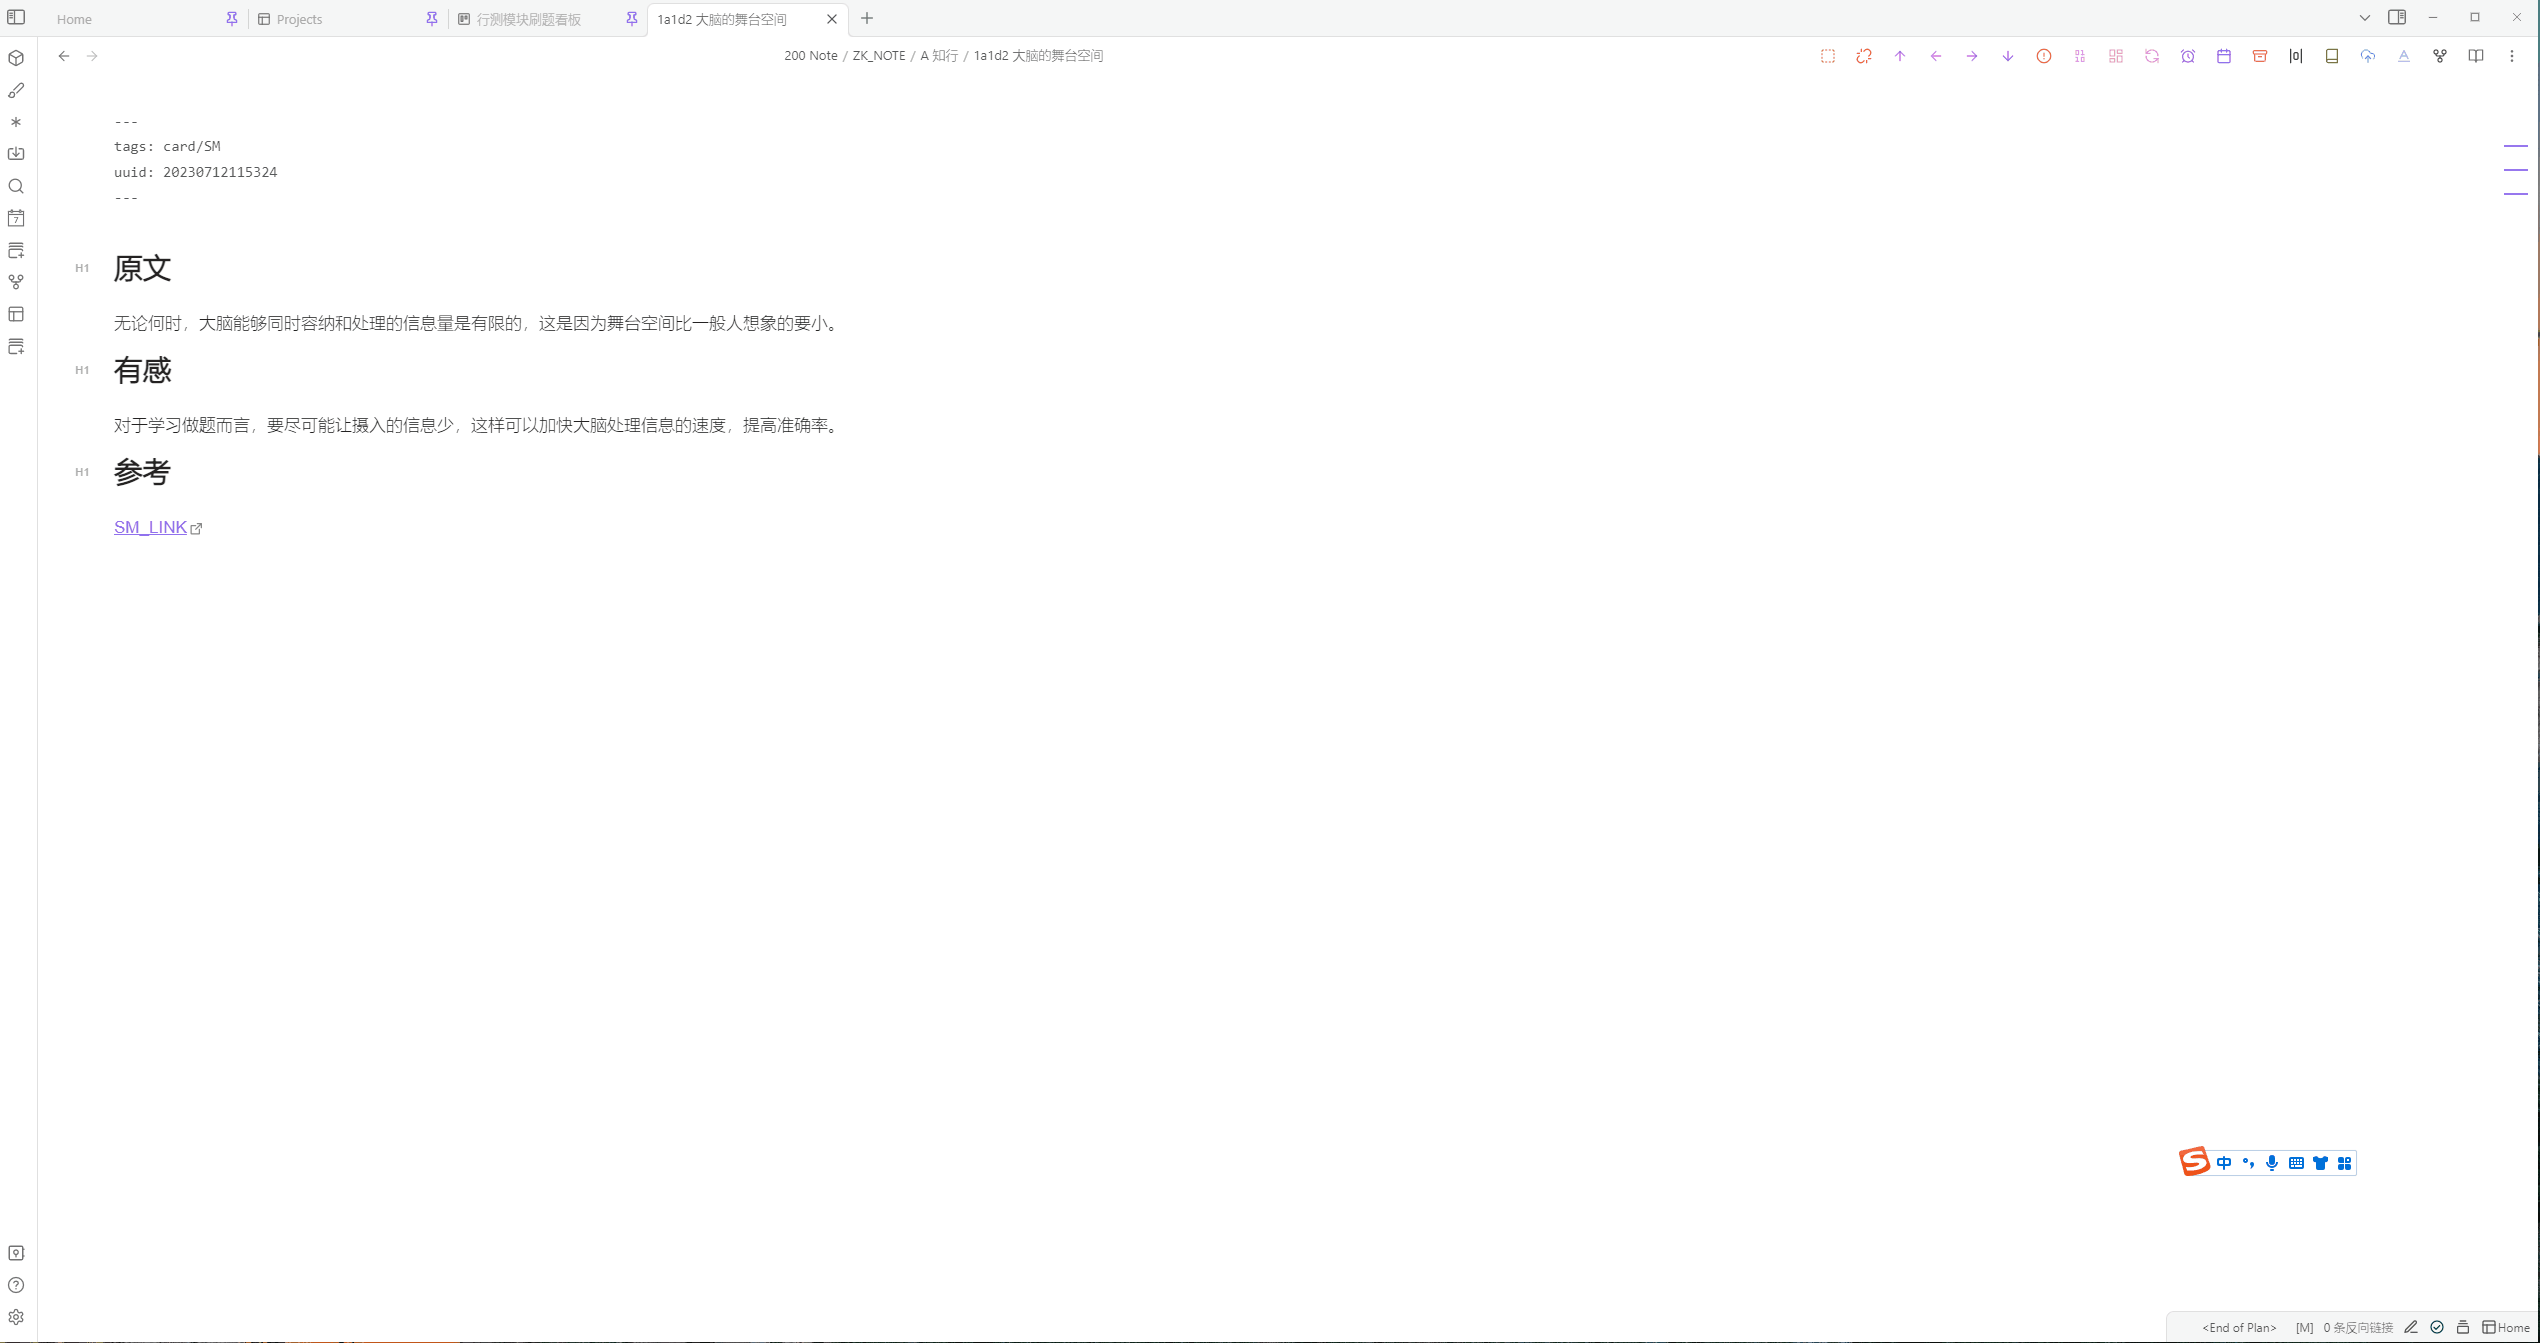 Home
Projects
行测模块刷题看板
1a1d2 大脑的舞台空间
200 Note / ZK_NOTE / A 知行 / 1a1d2 大脑的舞台空间
---
tags: card/SM
uuid: 20230712115324
---
H1 原文
无论何时，大脑能够同时容纳和处理的信息量是有限的，这是因为舞台空间比一般人想象的要小。
H1 有感
对于学习做题而言，要尽可能让摄入的信息少，这样可以加快大脑处理信息的速度，提高准确率。
H1 参考
SM_LINK
中
<End of Plan> [M] 0 条反向链接 Home